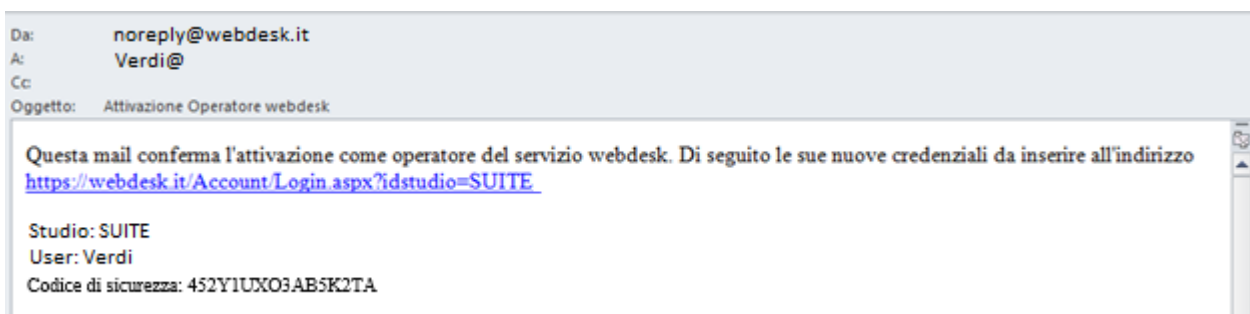 Da: noreply@webdesk.it
A: Verdi@
Cc:
Oggetto: Attivazione Operatore webdesk
Questa mail conferma l'attivazione come operatore del servizio webdesk. Di seguito le sue nuove credenziali da inserire all'indirizzo
https://webdesk.it/Account/Login.aspx?idstudio=SUITE
Studio: SUITE
User: Verdi
Codice di sicurezza: 452Y1UXO3AB5K2TA